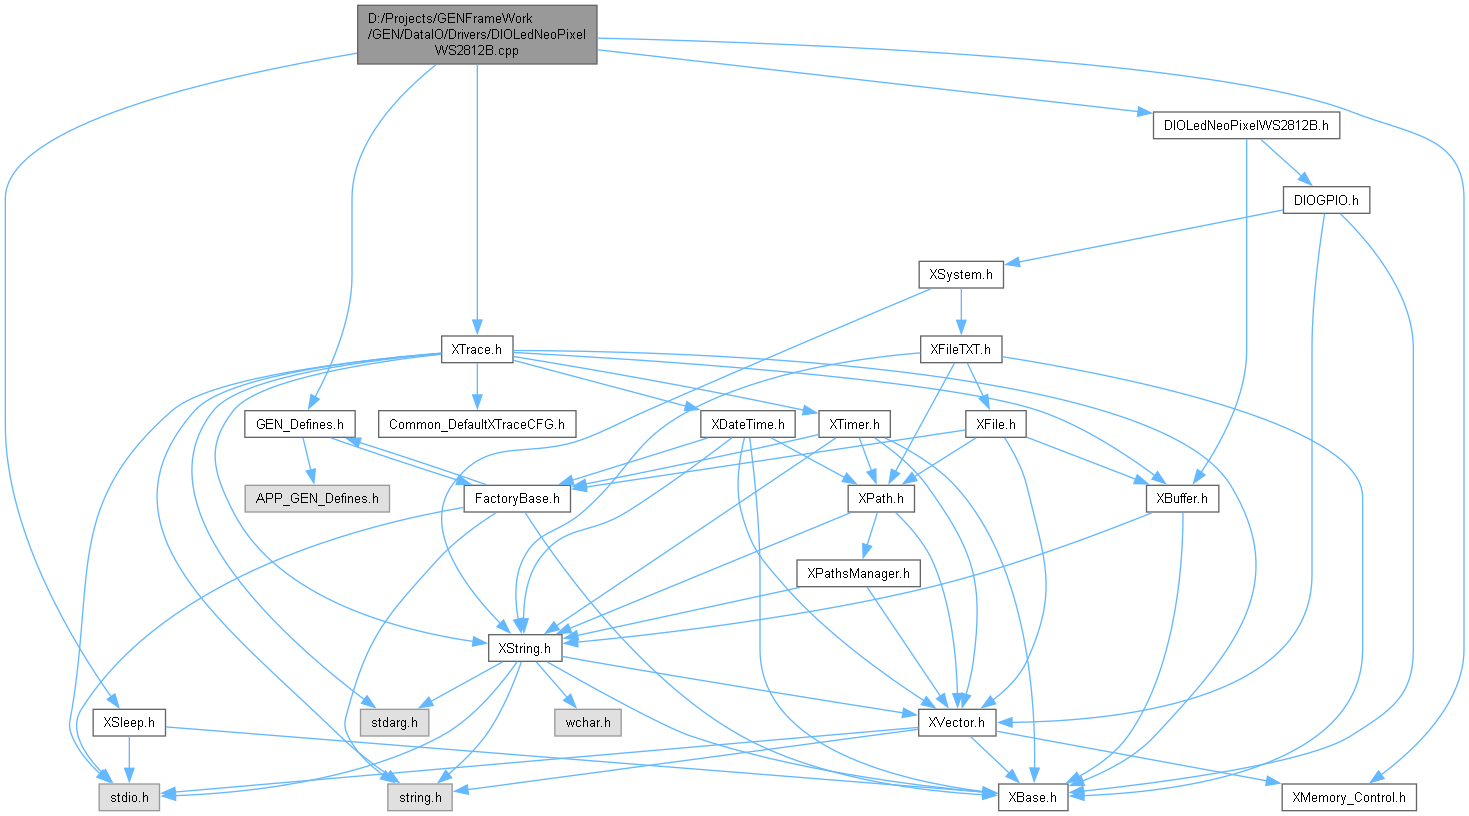 D:/Projects/GENFrameWork
/GEN/DataIO/Drivers/DIOLedNeoPixel
WS2812B.cpp
DIOLedNeoPixelWS2812B.h
DIOGPIO.h
XSystem.h
XTrace.h
XFileTXT.h
GEN_Defines.h
Common_DefaultXTraceCFG.h
XDateTime.h
XTimer.h
XFile.h
APP_GEN_Defines.h
FactoryBase.h
XPath.h
XBuffer.h
XPathsManager.h
XString.h
XSleep.h
stdarg.h
wchar.h
XVector.h
stdio.h
string.h
XBase.h
XMemory_Control.h